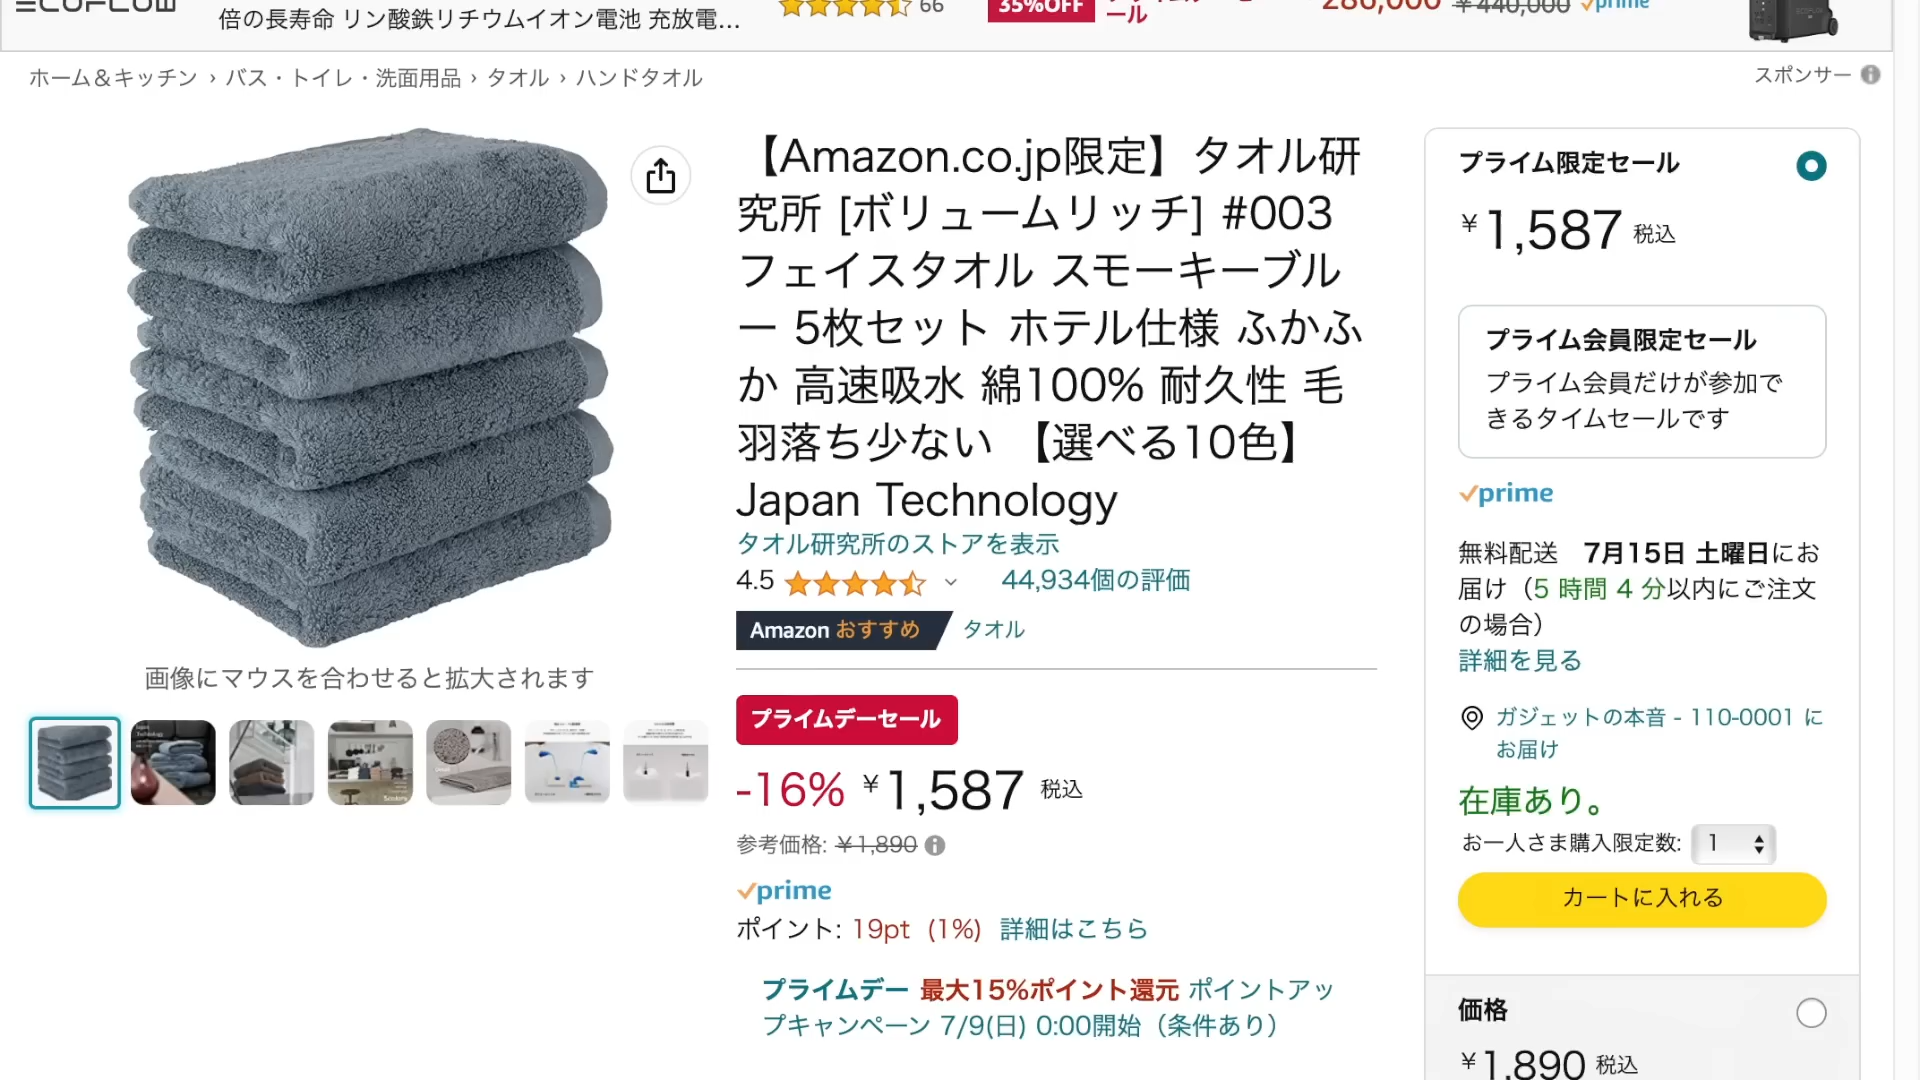 倍の長寿命 リン酸鉄リチウムイオン電池 充放電…
66
35%OFF
ール
¥440,000
prime
ホーム＆キッチン › バス・トイレ・洗面用品 › タオル › ハンドタオル
スポンサー
【Amazon.co.jp限定】タオル研
究所 [ボリュームリッチ] #003
フェイスタオル スモーキーブル
ー 5枚セット ホテル仕様 ふかふ
か 高速吸水 綿100% 耐久性 毛
羽落ち少ない 【選べる10色】
Japan Technology
タオル研究所のストアを表示
4.5
44,934個の評価
Amazon おすすめ タオル
画像にマウスを合わせると拡大されます
プライムデーセール
-16% ¥1,587 税込
参考価格: ¥1,890
prime
ポイント: 19pt (1%) 詳細はこちら
プライムデー 最大15%ポイント還元 ポイントアッ
プキャンペーン 7/9(日) 0:00開始（条件あり）
プライム限定セール
¥1,587 税込
プライム会員限定セール
プライム会員だけが参加で
きるタイムセールです
prime
無料配送 7月15日 土曜日にお
届け（5 時間 4 分以内にご注文
の場合）
詳細を見る
ガジェットの本音 - 110-0001 に
お届け
在庫あり。
お一人さま購入限定数: 1
カートに入れる
価格
¥1,890 税込